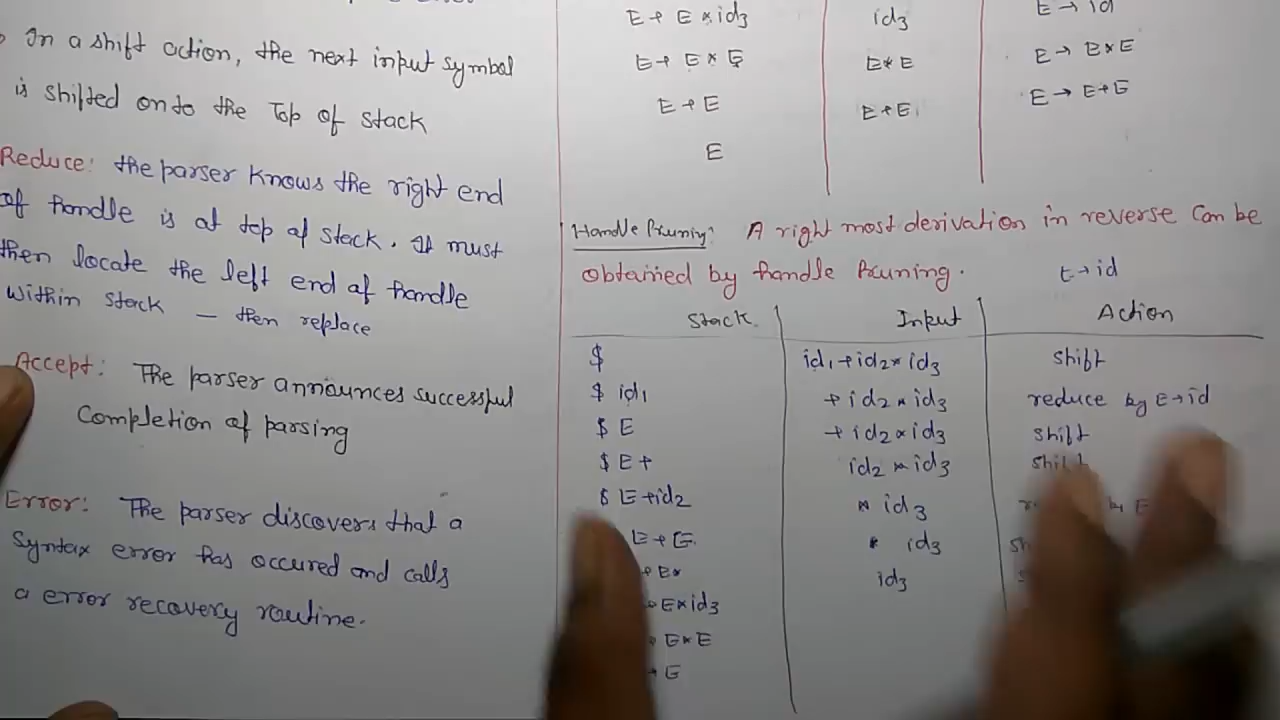 In a shift action, the next input symbol
is shifted onto the Top of stack
Reduce: the parser knows the right end
of handle is at top of stack. It must
then locate the left end of handle
within stack — then replace
Accept: The parser announces successful
Completion of parsing
Error: The parser discovers that a
Syntax error has occured and calls
a error recovery routine.
E + E * id3 id3 E → id
E + E * E E * E E → E * E
E + E E + E E → E + E
E
Handle Pruning: A right most derivation in reverse can be
obtained by handle Pruning. E → id
Stack Input Action
$ id1 + id2 * id3 shift
$ id1 + id2 * id3 reduce by E → id
$ E + id2 * id3 shift
$ E + id2 * id3 shift
$ E + id2 * id3 by E
E + E * id3
+ E * id3
E * id3
E * E
E